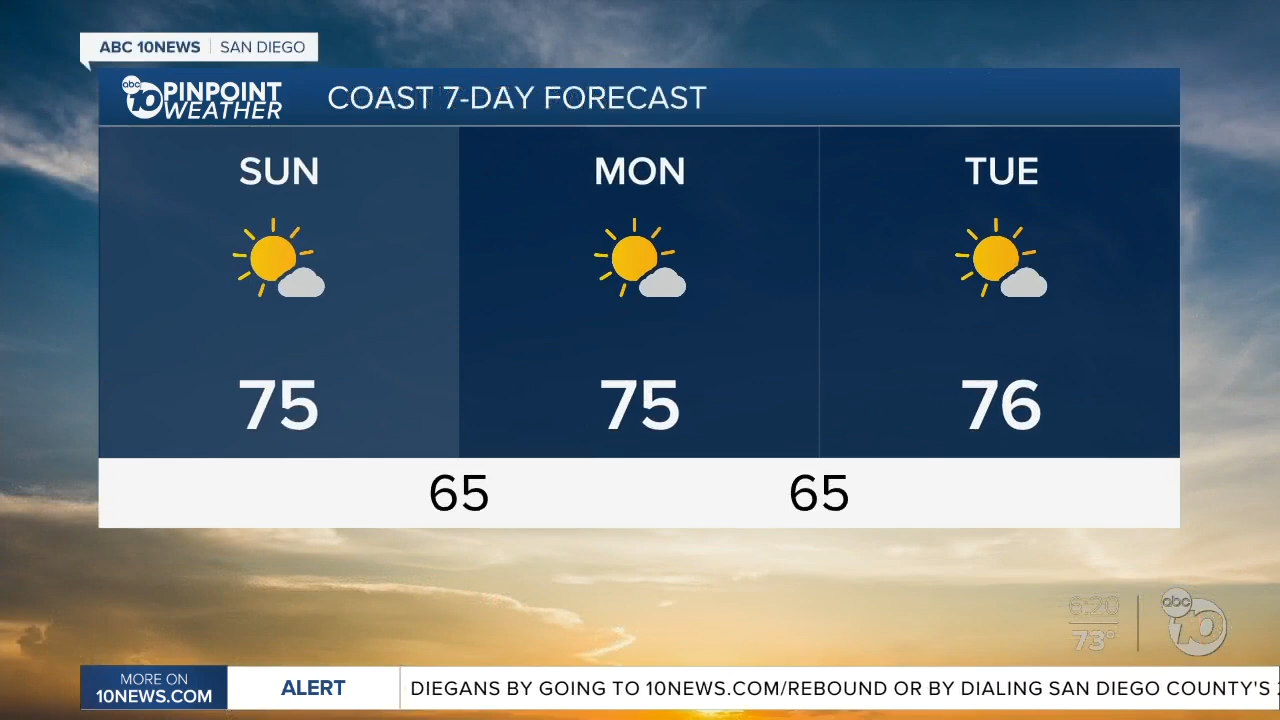 ABC 10NEWS | SAN DIEGO
abc 10 PINPOINT WEATHER
COAST 7-DAY FORECAST
SUN MON TUE
75 75 76
65 65
6:20
73°
abc 10
MORE ON
10NEWS.COM
ALERT
DIEGANS BY GOING TO 10NEWS.COM/REBOUND OR BY DIALING SAN DIEGO COUNTY'S